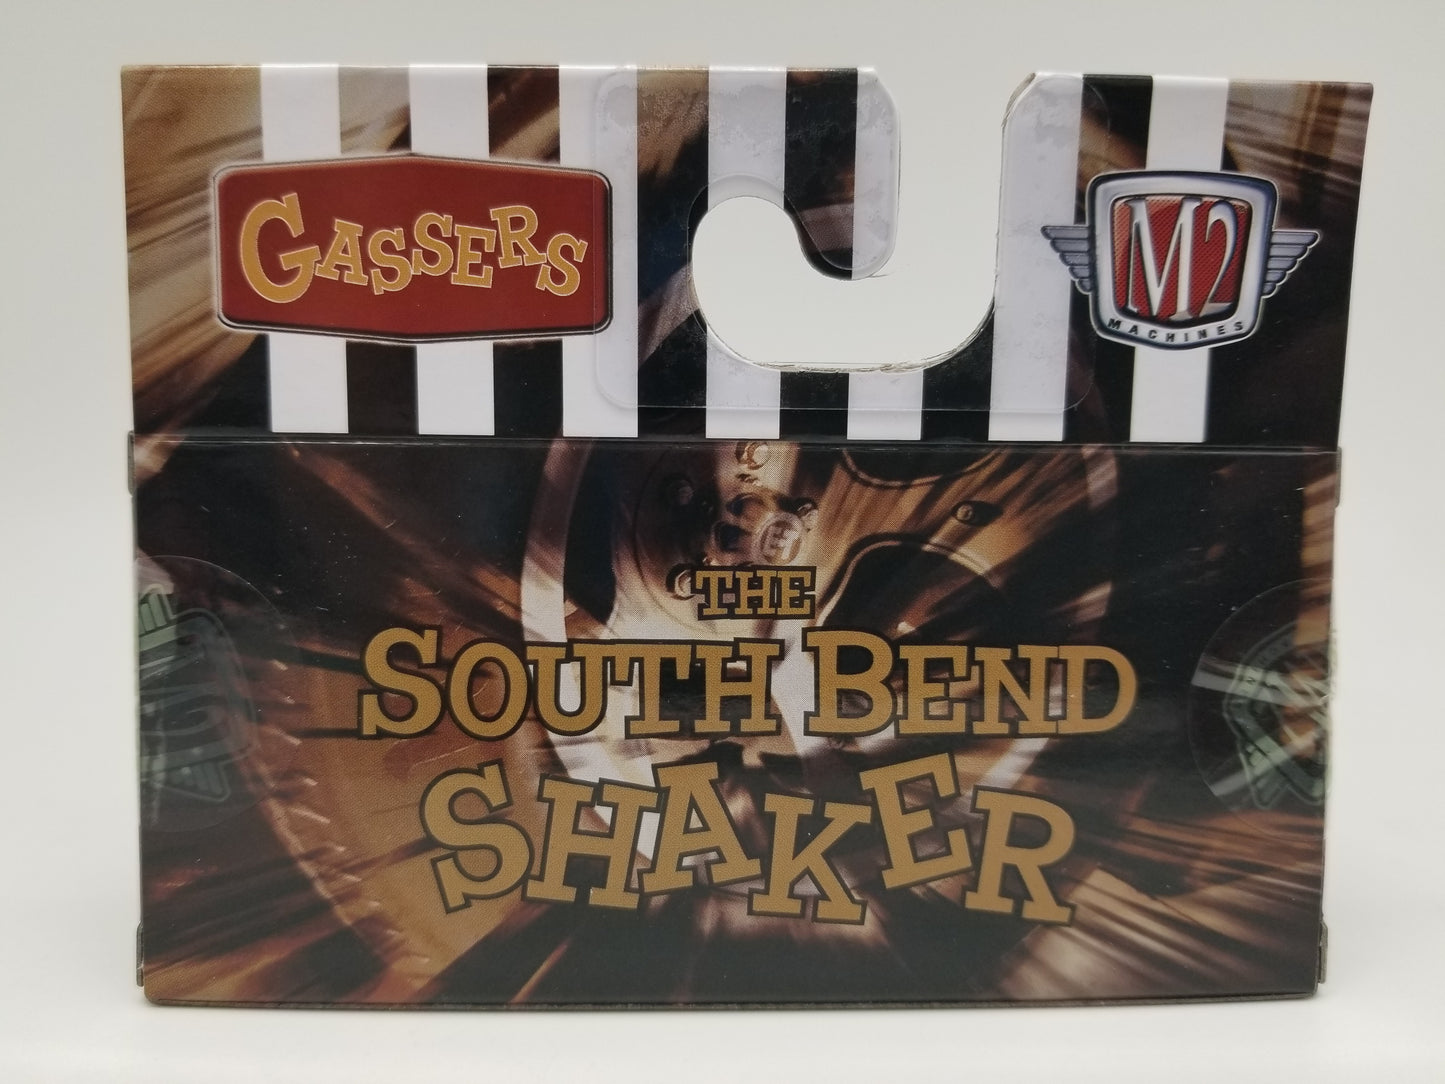 GASSERS
M2
MACHINES
THE
SOUTH BEND
SHAKER